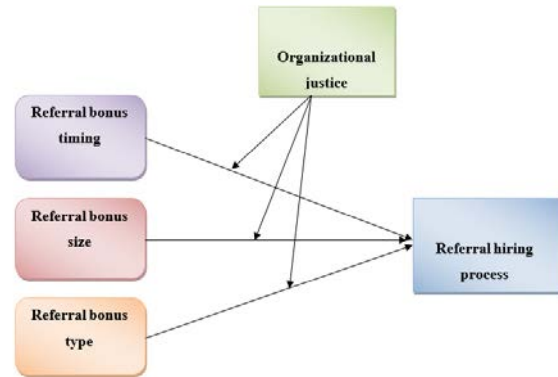 Organizational
justice
Referral bonus
timing
Referral bonus
size
Referral hiring
process
Referral bonus
type